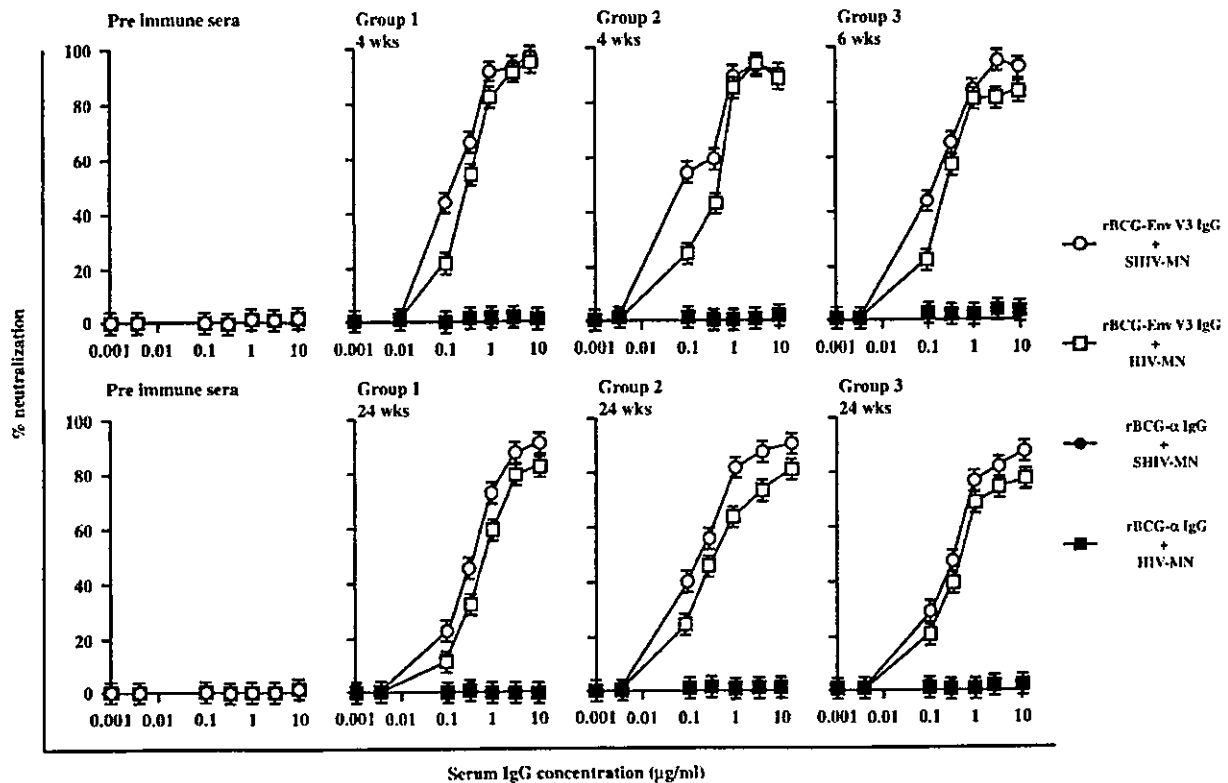 Pre immune sera
Group 1
4 wks
Group 2
4 wks
Group 3
6 wks
100
80
60
40
20
0
0.001 0.01 0.1 1 10
0.001 0.01 0.1 1 10
0.001 0.01 0.1 1 10
0.001 0.01 0.1 1 10
Pre immune sera
Group 1
24 wks
Group 2
24 wks
Group 3
24 wks
100
80
60
40
20
0
0.001 0.01 0.1 1 10
0.001 0.01 0.1 1 10
0.001 0.01 0.1 1 10
0.001 0.01 0.1 1 10
% neutralization
Serum IgG concentration (µg/ml)
rBCG-Env V3 IgG
+
SHIV-MN
rBCG-Env V3 IgG
+
HIV-MN
rBCG-α IgG
+
SHIV-MN
rBCG-α IgG
+
HIV-MN